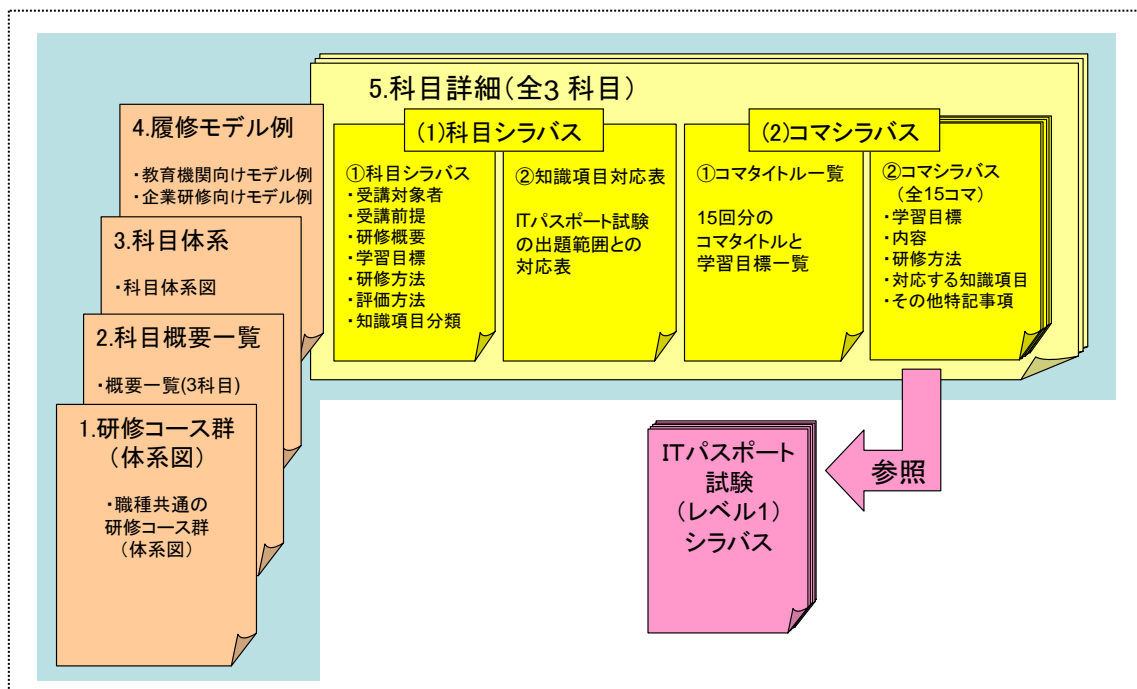 5.科目詳細(全3 科目)
4.履修モデル例
・教育機関向けモデル例
・企業研修向けモデル例
3.科目体系
・科目体系図
2.科目概要一覧
・概要一覧(3科目)
1.研修コース群
(体系図)
・職種共通の
研修コース群
(体系図)
(1)科目シラバス
①科目シラバス
・受講対象者
・受講前提
・研修概要
・学習目標
・研修方法
・評価方法
・知識項目分類
②知識項目対応表
ITパスポート試験
の出題範囲との
対応表
(2)コマシラバス
①コマタイトル一覧
15回分の
コマタイトルと
学習目標一覧
②コマシラバス
(全15コマ)
・学習目標
・内容
・研修方法
・対応する知識項目
・その他特記事項
参照
ITパスポート
試験
(レベル1)
シラバス